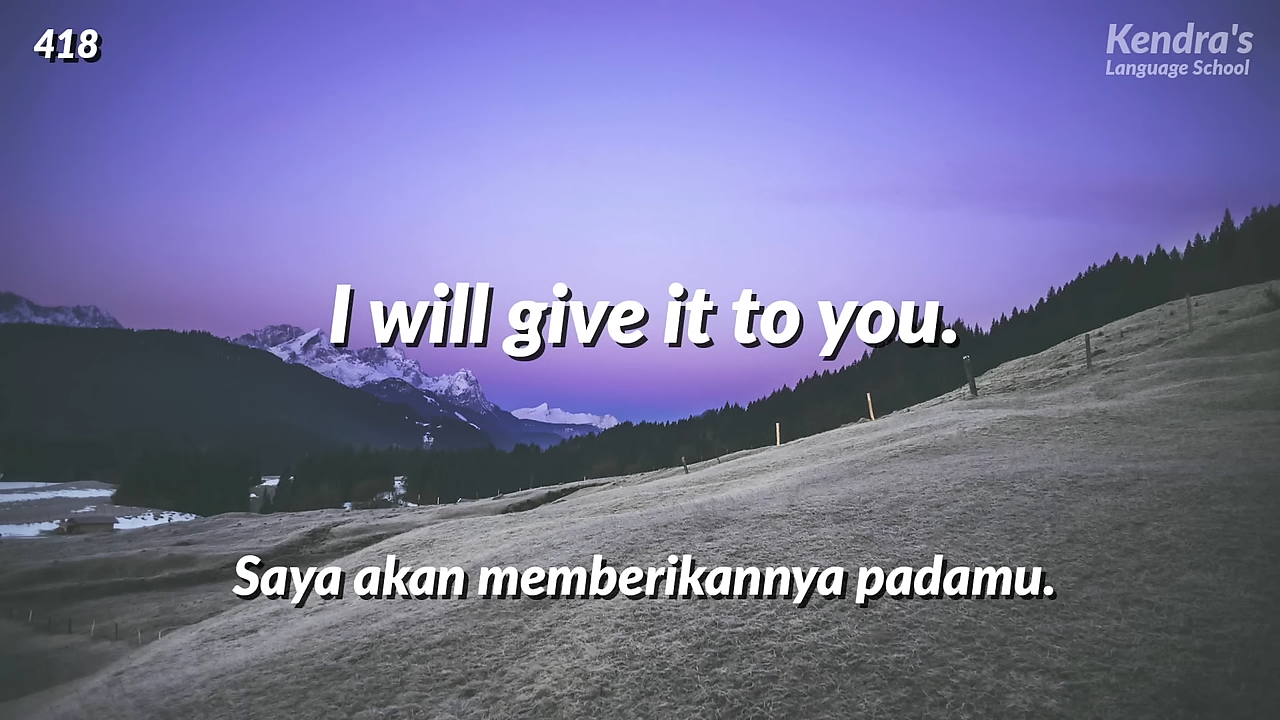 418
Kendra's
Language School
I will give it to you.
Saya akan memberikannya padamu.